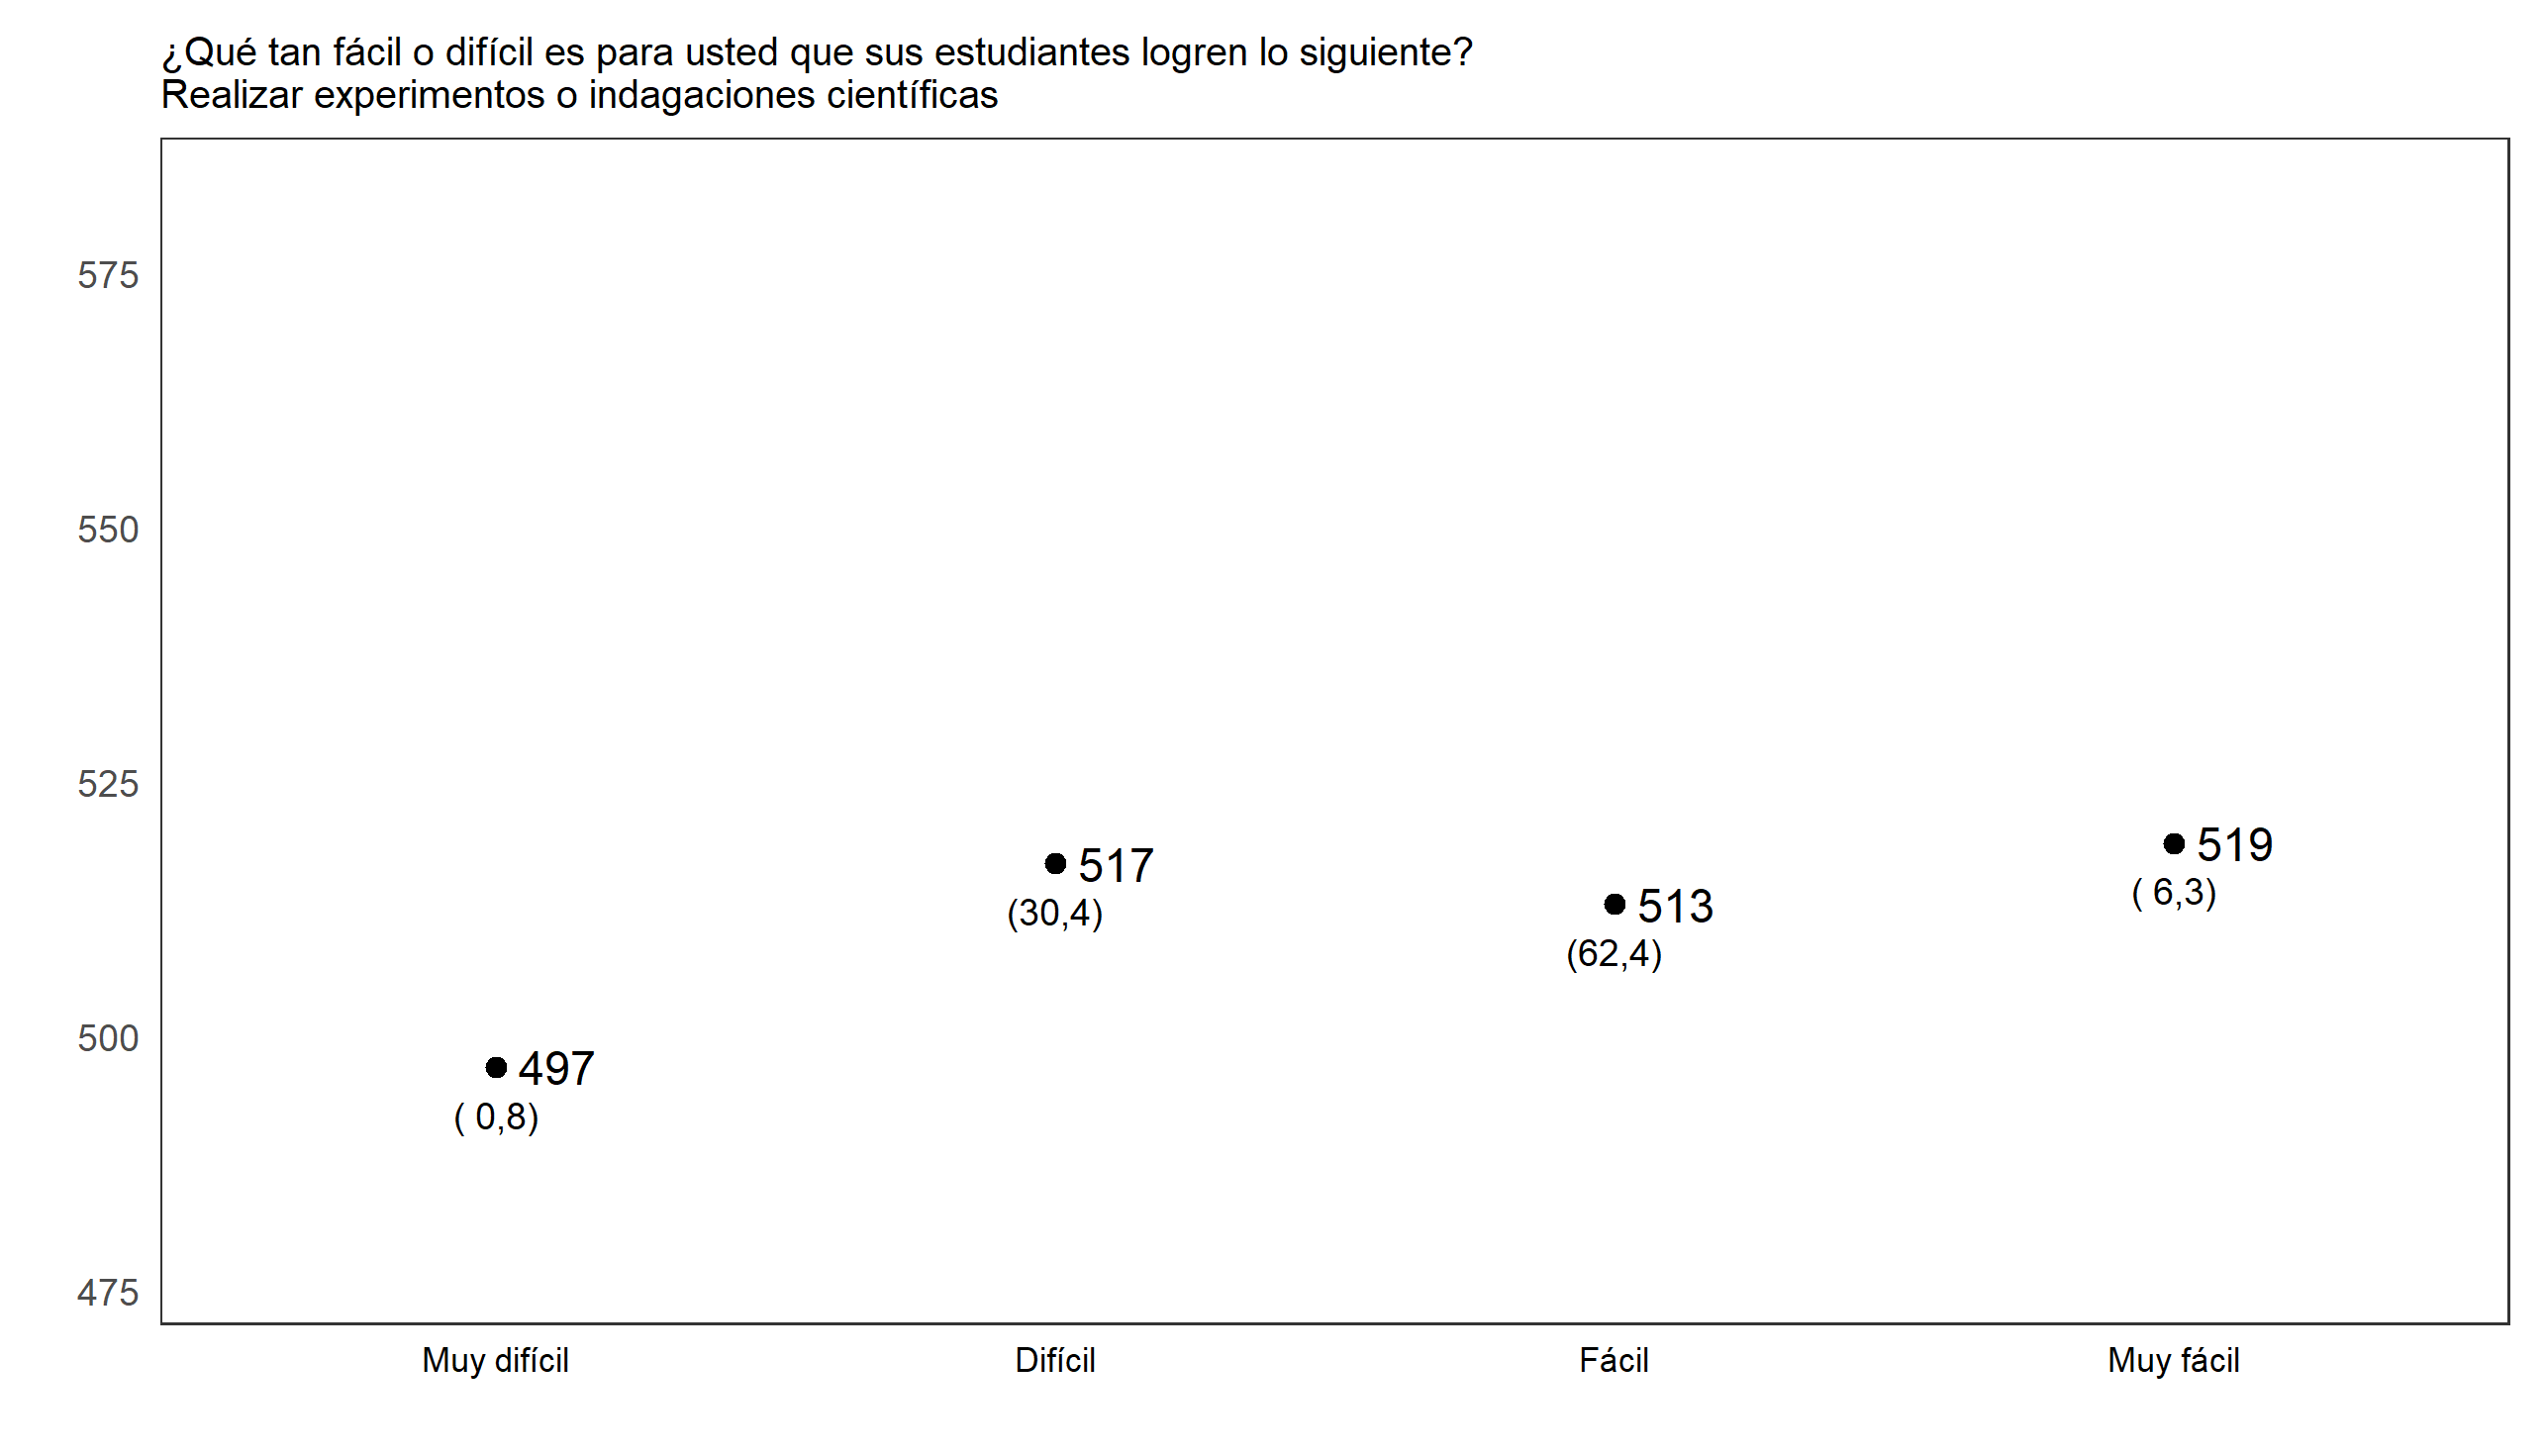 ¿Qué tan fácil o difícil es para usted que sus estudiantes logren lo siguiente?
Realizar experimentos o indagaciones científicas
575
550
525
519
( 6,3)
517
(30,4)
513
(62,4)
500
497
( 0,8)
475
Muy difícil
Difícil
Fácil
Muy fácil